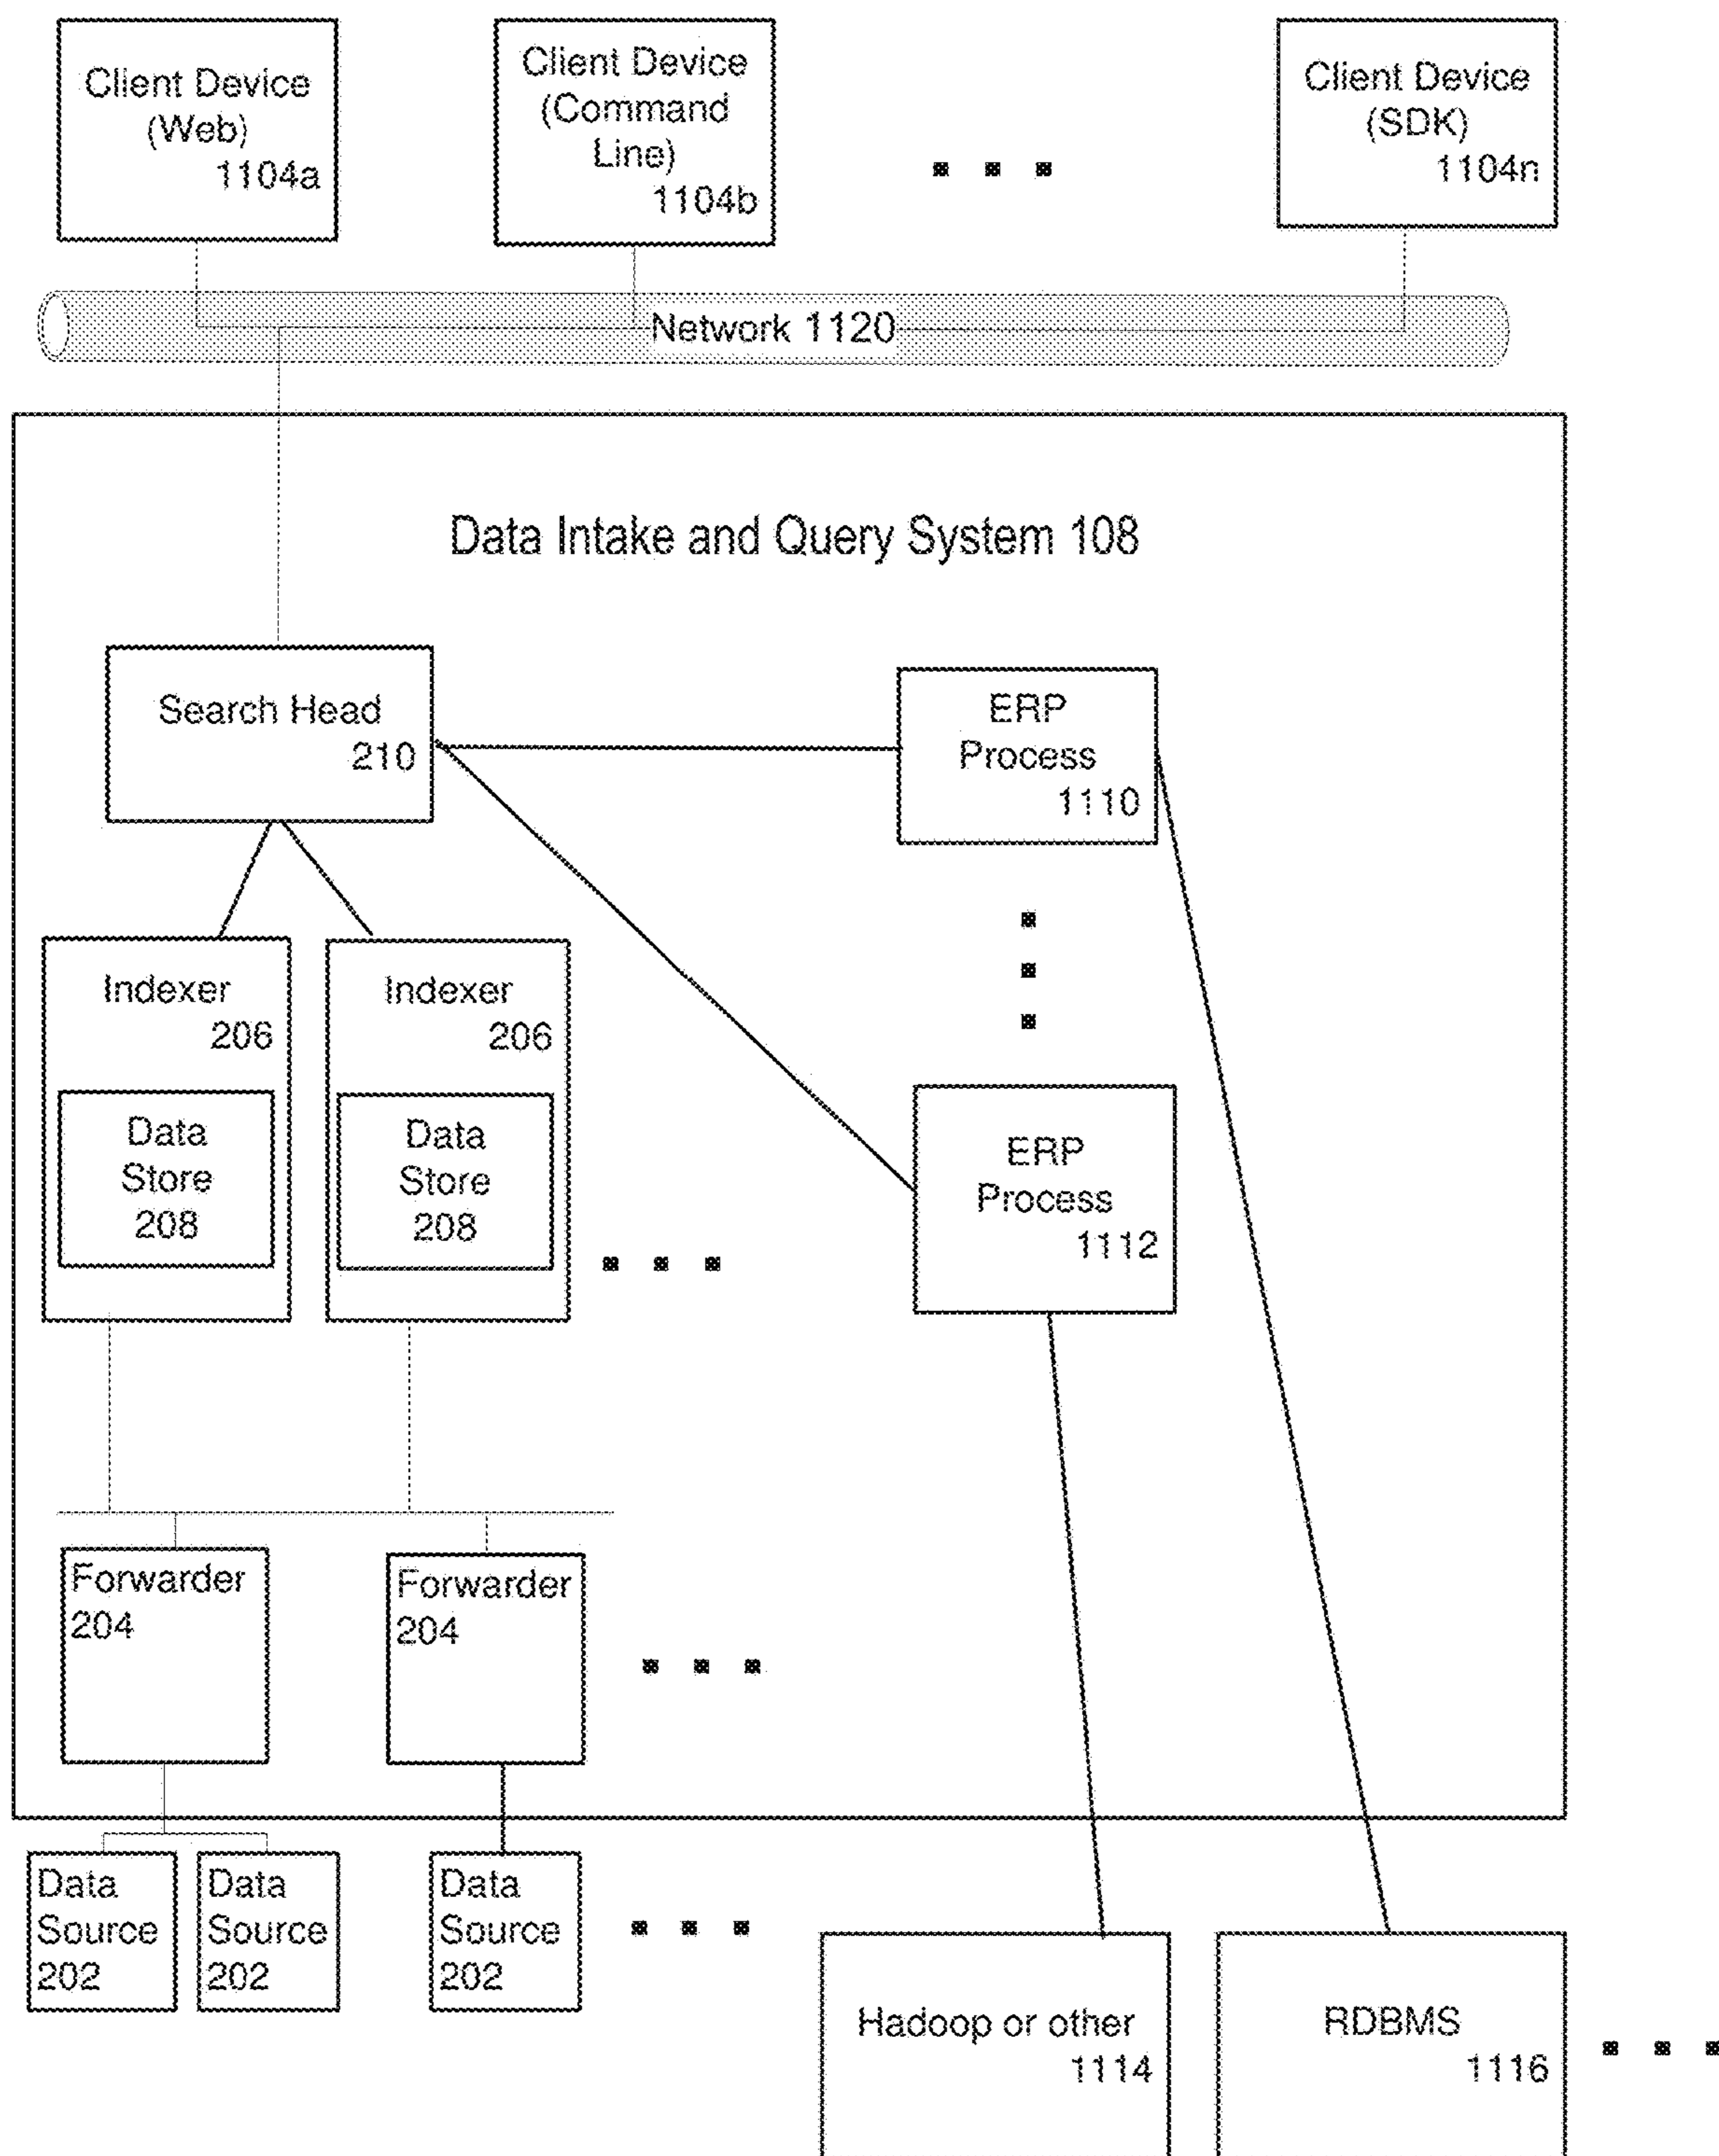 Client Device
(Web)
1104a
Client Device
(Command
Line)
1104b
Client Device
(SDK)
1104n
Network 1120
Data Intake and Query System 108
Search Head
210
ERP
Process
1110
Indexer
206
Data
Store
208
Indexer
206
Data
Store
208
ERP
Process
1112
Forwarder
204
Forwarder
204
Data
Source
202
Data
Source
202
Data
Source
202
Hadoop or other
1114
RDBMS
1116